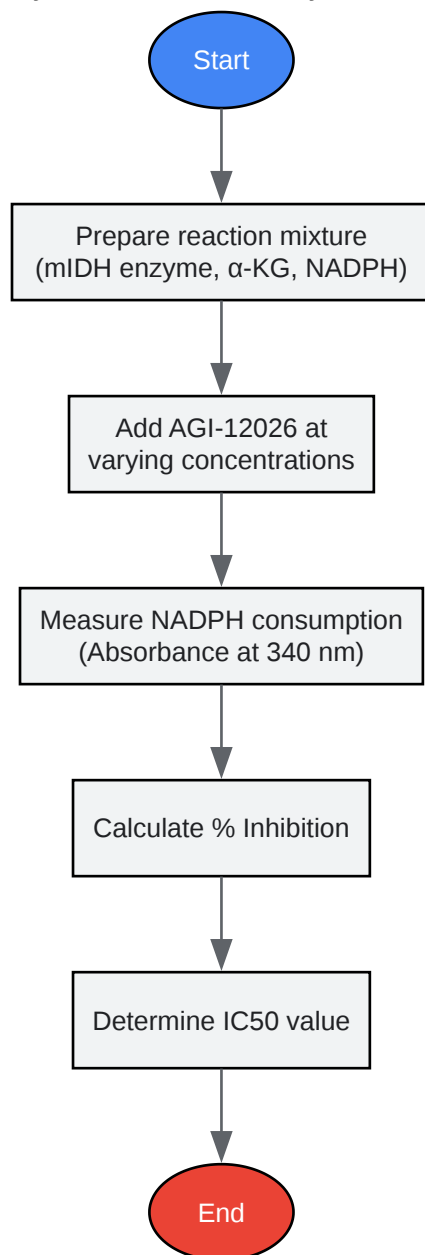 Start
Prepare reaction mixture
(mIDH enzyme, α-KG, NADPH)
Add AGI-12026 at
varying concentrations
Measure NADPH consumption
(Absorbance at 340 nm)
Calculate % Inhibition
Determine IC50 value
End